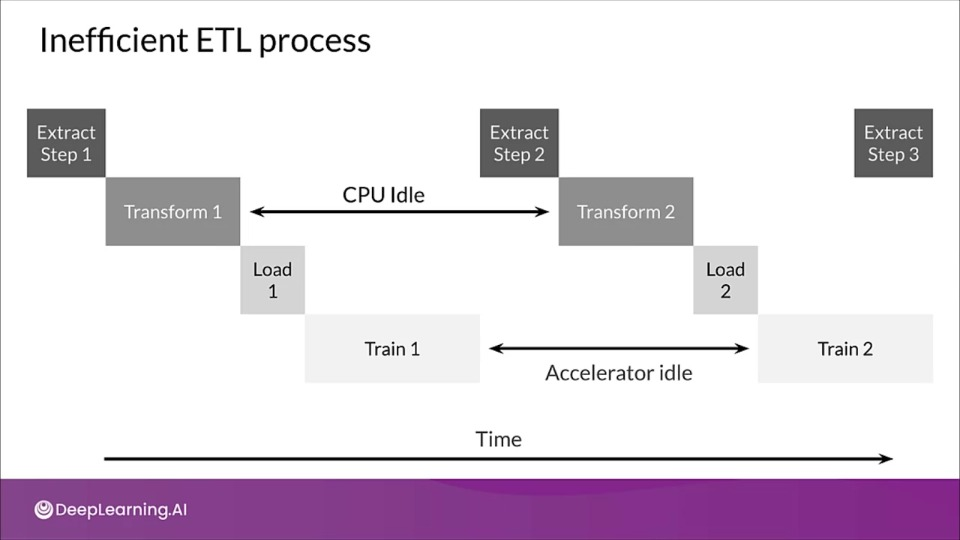 Inefficient ETL process
Extract
Step 1
Extract
Step 2
Extract
Step 3
Transform 1
CPU Idle
Transform 2
Load
1
Load
2
Train 1
Accelerator idle
Train 2
Time
DeepLearning.AI